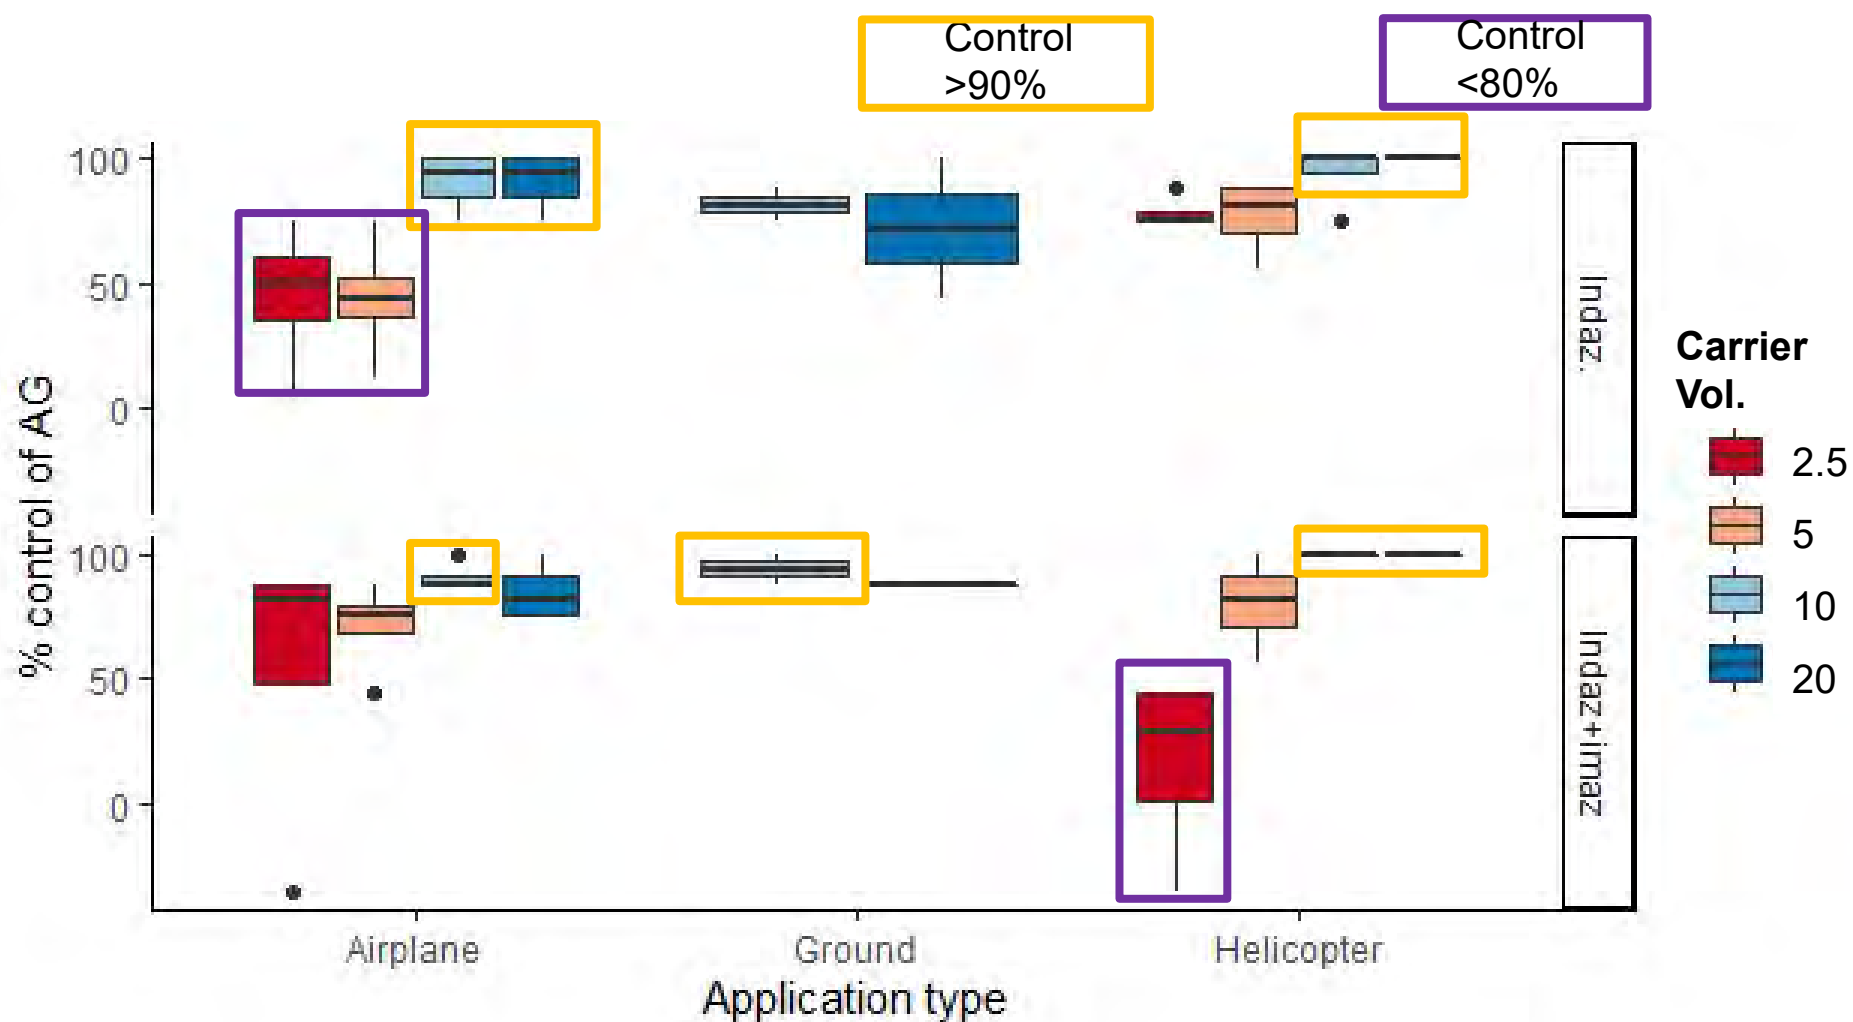 Control
>90%
Control
<80%
100
50
0
Indaz.
% control of AG
100
50
0
Indaz+imaz
Carrier
Vol.
2.5
5
10
20
Airplane
Ground
Helicopter
Application type